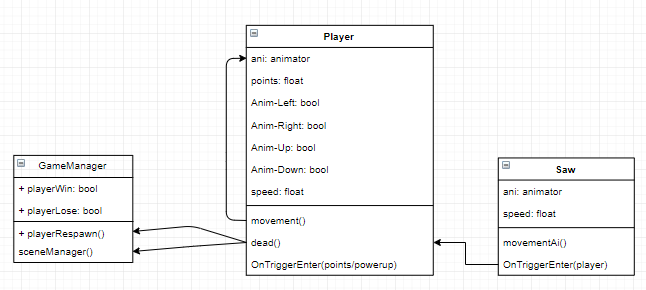 GameManager
+ playerWin: bool
+ playerLose: bool
+ playerRespawn()
sceneManager()
Player
ani: animator
points: float
Anim-Left: bool
Anim-Right: bool
Anim-Up: bool
Anim-Down: bool
speed: float
movement()
dead()
OnTriggerEnter(points/powerup)
Saw
ani: animator
speed: float
movementAi()
OnTriggerEnter(player)